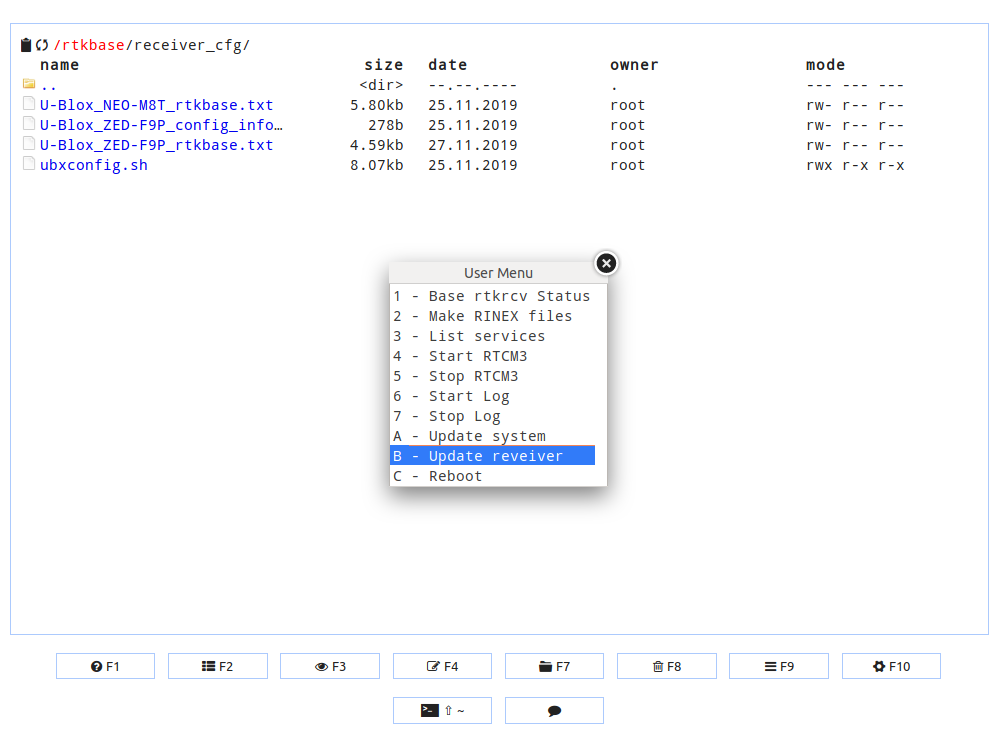 /rtkbase/receiver_cfg/
name size date owner mode
.. <dir> --.--.---- . --- --- ---
U-Blox_NEO-M8T_rtkbase.txt 5.80kb 25.11.2019 root rw- r-- r--
U-Blox_ZED-F9P_config_info… 278b 25.11.2019 root rw- r-- r--
U-Blox_ZED-F9P_rtkbase.txt 4.59kb 27.11.2019 root rw- r-- r--
ubxconfig.sh 8.07kb 25.11.2019 root rwx r-x r-x
User Menu
1 - Base rtkrcv Status
2 - Make RINEX files
3 - List services
4 - Start RTCM3
5 - Stop RTCM3
6 - Start Log
7 - Stop Log
A - Update system
B - Update reveiver
C - Reboot
F1 F2 F3 F4 F7 F8 F9 F10
>_ ⇧ ~